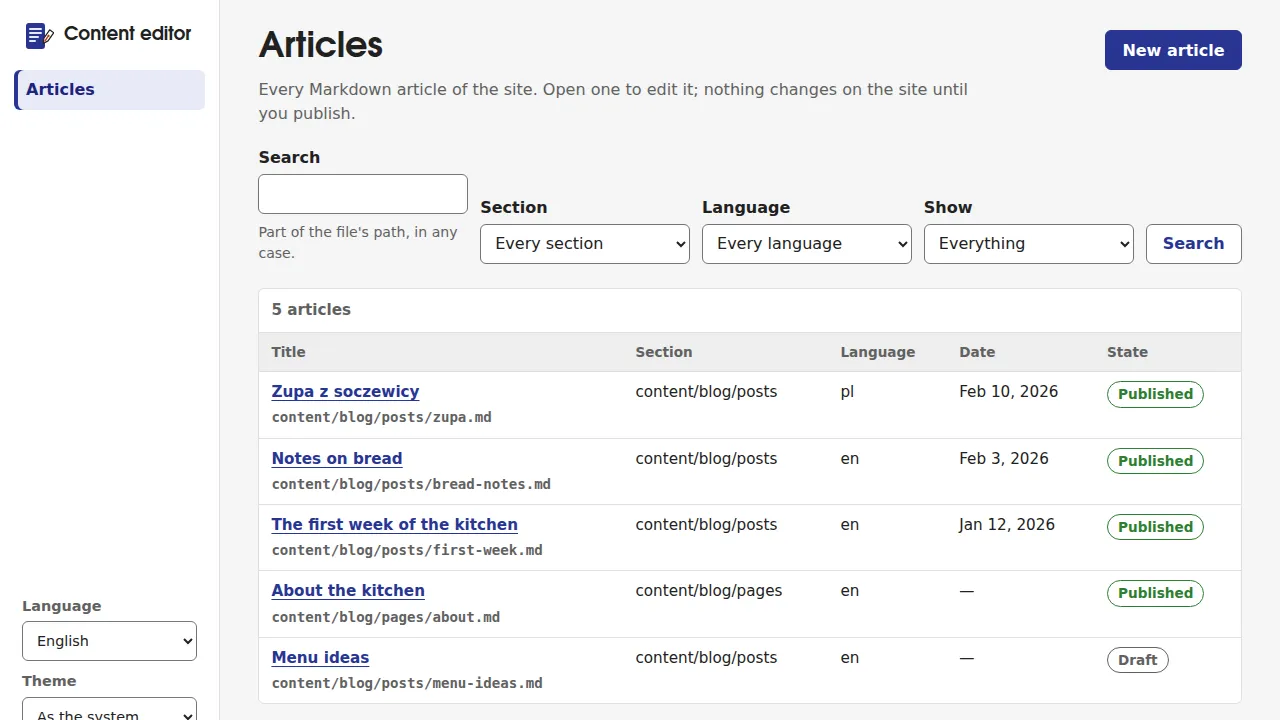 Content editor
Articles
Language
English
Theme
As the system
Articles
New article
Every Markdown article of the site. Open one to edit it; nothing changes on the site until
you publish.
Search
Part of the file's path, in any
case.
Section
Every section
Language
Every language
Show
Everything
Search
5 articles
Title Section Language Date State
Zupa z soczewicy content/blog/posts pl Feb 10, 2026 Published
content/blog/posts/zupa.md
Notes on bread content/blog/posts en Feb 3, 2026 Published
content/blog/posts/bread-notes.md
The first week of the kitchen content/blog/posts en Jan 12, 2026 Published
content/blog/posts/first-week.md
About the kitchen content/blog/pages en — Published
content/blog/pages/about.md
Menu ideas content/blog/posts en — Draft
content/blog/posts/menu-ideas.md